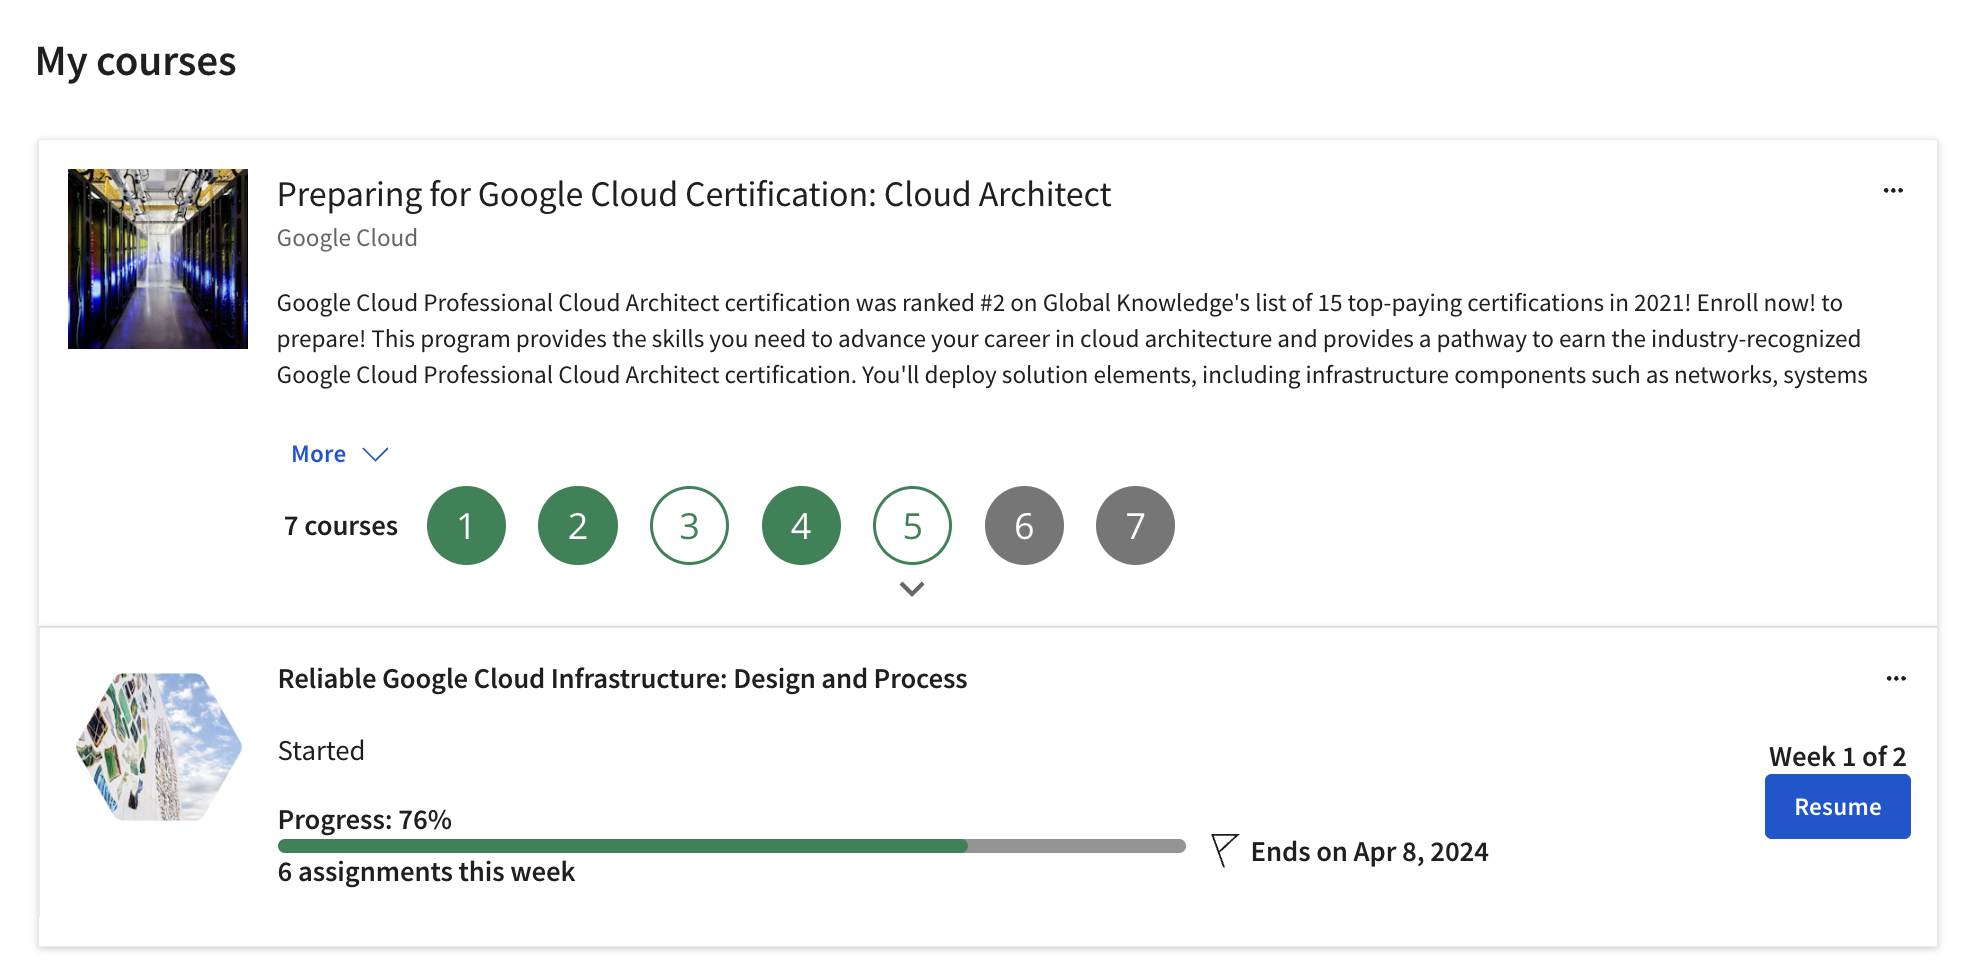 My courses
Preparing for Google Cloud Certification: Cloud Architect
...
Google Cloud
Google Cloud Professional Cloud Architect certification was ranked #2 on Global Knowledge's list of 15 top-paying certifications in 2021! Enroll now! to
prepare! This program provides the skills you need to advance your career in cloud architecture and provides a pathway to earn the industry-recognized
Google Cloud Professional Cloud Architect certification. You'll deploy solution elements, including infrastructure components such as networks, systems
More
7 courses 1 2 3 4 5 6 7
Reliable Google Cloud Infrastructure: Design and Process
...
Started
Week 1 of 2
Resume
Progress: 76%
Ends on Apr 8, 2024
6 assignments this week